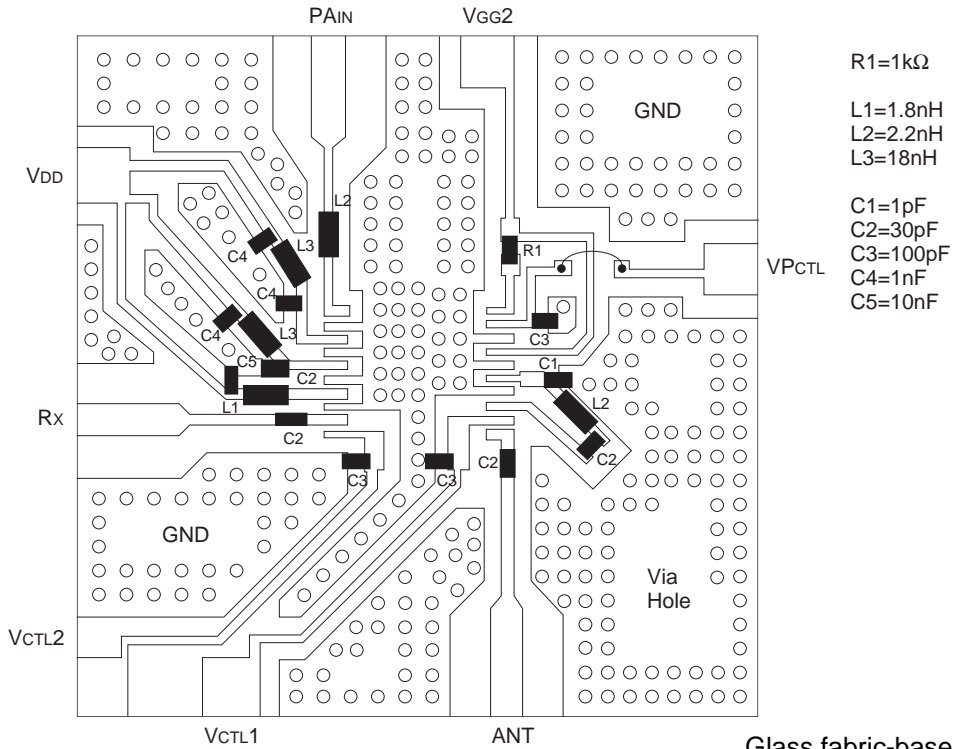 PAIN
VGG2
R1=1kΩ
GND
L1=1.8nH
L2=2.2nH
L3=18nH
VDD
L2
C1=1pF
C2=30pF
C3=100pF
C4=1nF
C5=10nF
C4
L3
R1
VPCTL
C4
C4
L3
C3
C5
C2
C1
L1
L2
RX
C2
C3
C3
C2
C2
GND
Via
Hole
VCTL2
VCTL1
ANT
Glass fabric-base